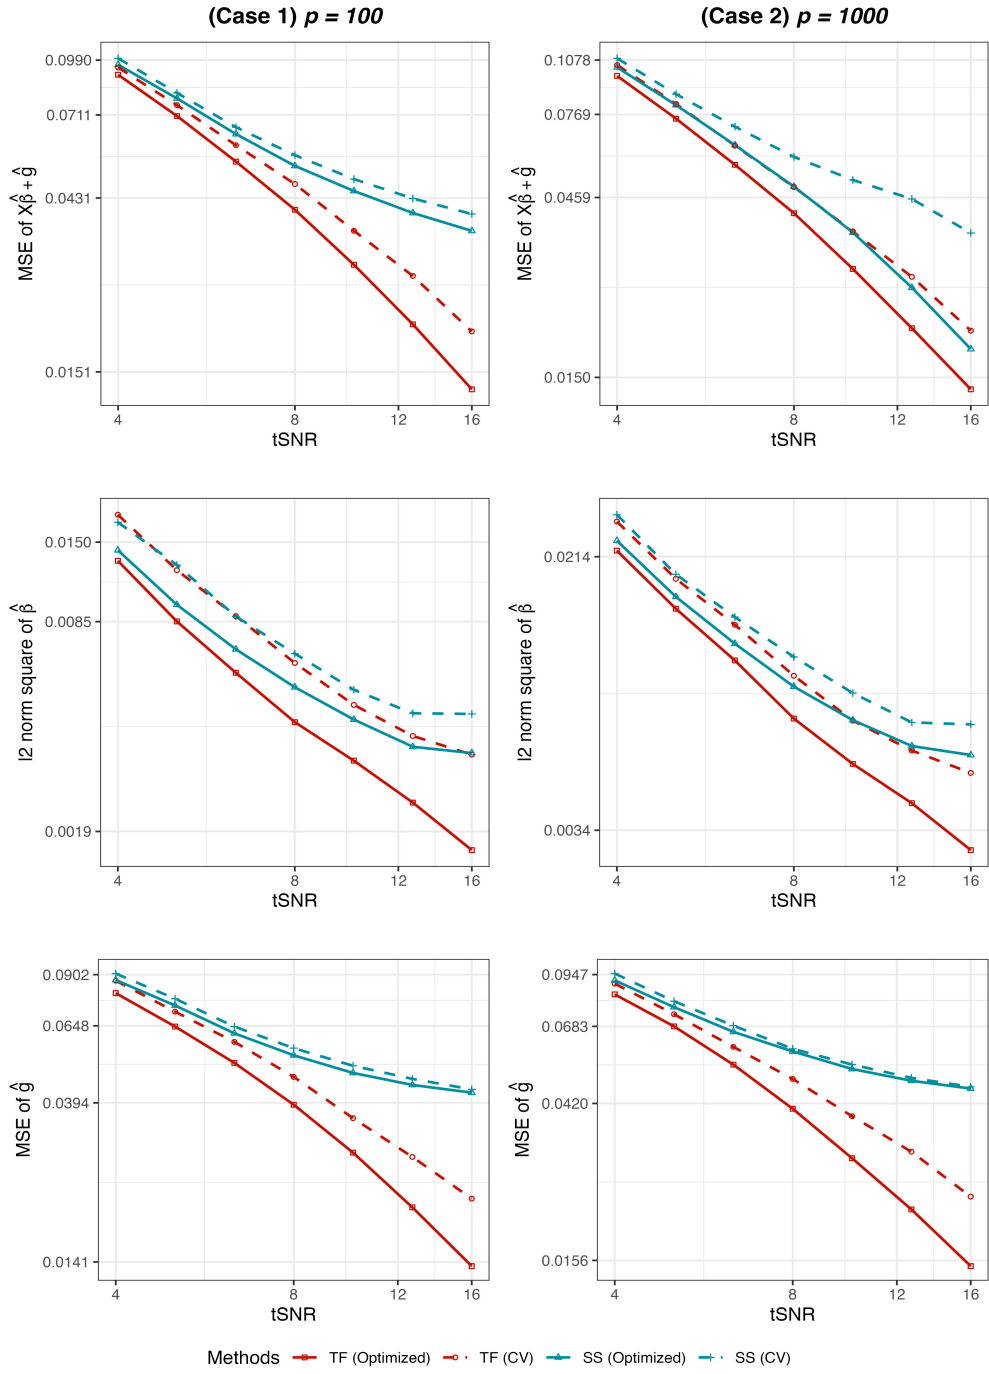 (Case 1) p = 100
(Case 2) p = 1000
MSE of Xβ̂ + ĝ
0.0990
0.0711
0.0431
0.0151
4 8 12 16
tSNR
MSE of Xβ̂ + ĝ
0.1078
0.0769
0.0459
0.0150
4 8 12 16
tSNR
l2 norm square of β̂
0.0150
0.0085
0.0019
4 8 12 16
tSNR
l2 norm square of β̂
0.0214
0.0034
4 8 12 16
tSNR
MSE of ĝ
0.0902
0.0648
0.0394
0.0141
4 8 12 16
tSNR
MSE of ĝ
0.0947
0.0683
0.0420
0.0156
4 8 12 16
tSNR
Methods TF (Optimized) TF (CV) SS (Optimized) SS (CV)